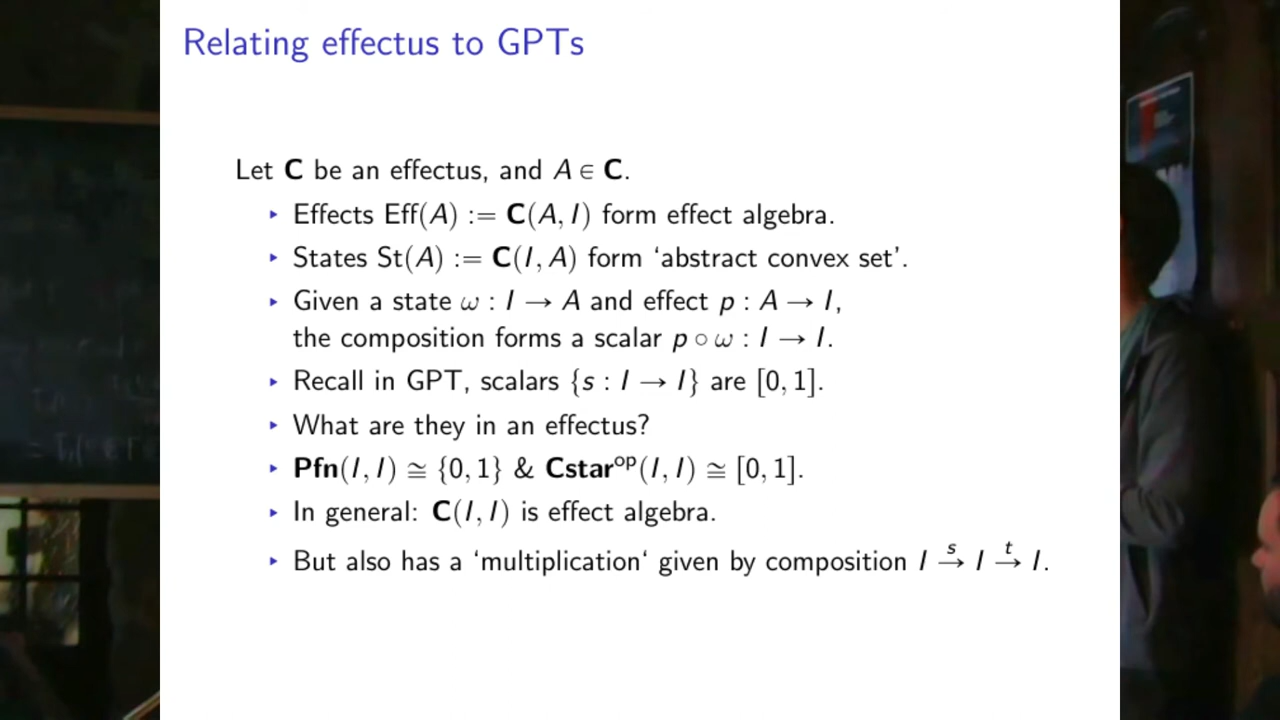 Relating effectus to GPTs
Let C be an effectus, and A ∈ C.
▸ Effects Eff(A) := C(A, I) form effect algebra.
▸ States St(A) := C(I, A) form ‘abstract convex set’.
▸ Given a state ω : I → A and effect p : A → I,
the composition forms a scalar p ∘ ω : I → I.
▸ Recall in GPT, scalars {s : I → I} are [0, 1].
▸ What are they in an effectus?
▸ Pfn(I, I) ≅ {0, 1} & Cstarᵒᵖ(I, I) ≅ [0, 1].
▸ In general: C(I, I) is effect algebra.
▸ But also has a ‘multiplication‘ given by composition I →ˢ I →ᵗ I.